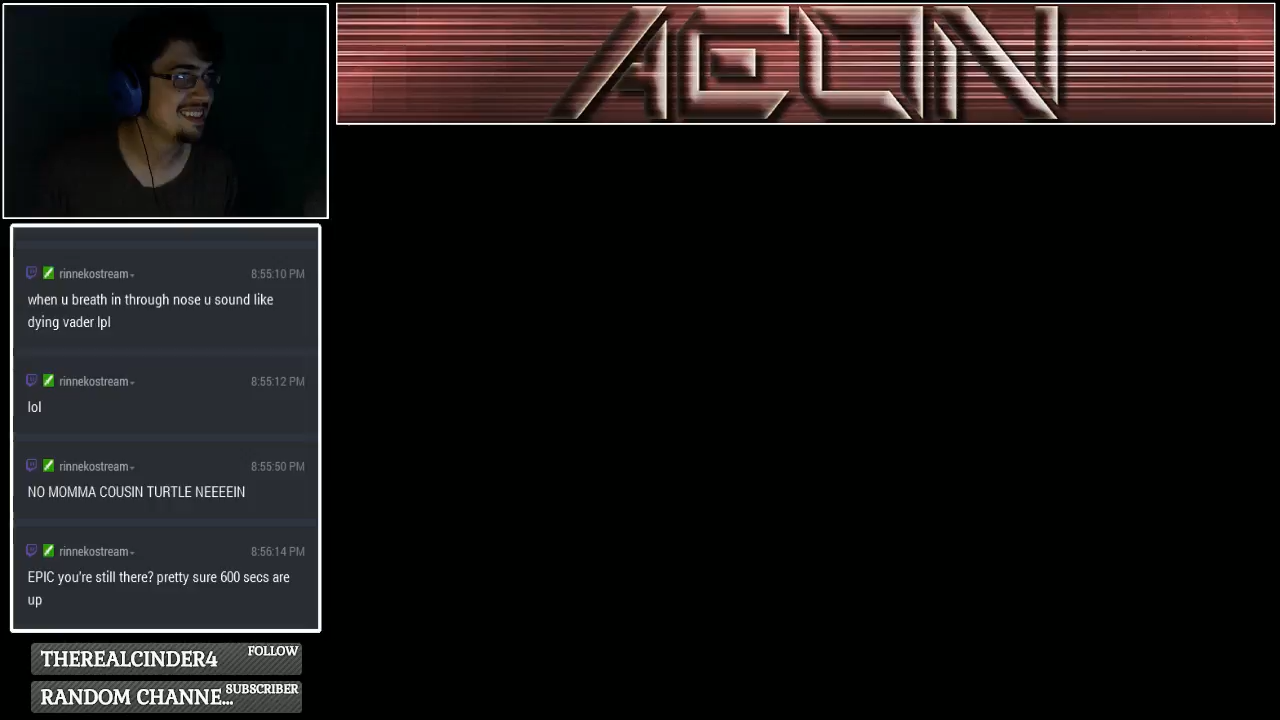 AEON
rinnekostream
8:55:10 PM
when u breath in through nose u sound like
dying vader lpl
rinnekostream
8:55:12 PM
lol
rinnekostream
8:55:50 PM
NO MOMMA COUSIN TURTLE NEEEEIN
rinnekostream
8:56:14 PM
EPIC you're still there? pretty sure 600 secs are
up
THEREALCINDER4
FOLLOW
RANDOM CHANNE...
SUBSCRIBER